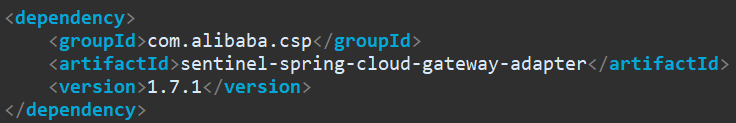 <dependency>
<groupId>com.alibaba.csp</groupId>
<artifactId>sentinel-spring-cloud-gateway-adapter</artifactId>
<version>1.7.1</version>
</dependency>